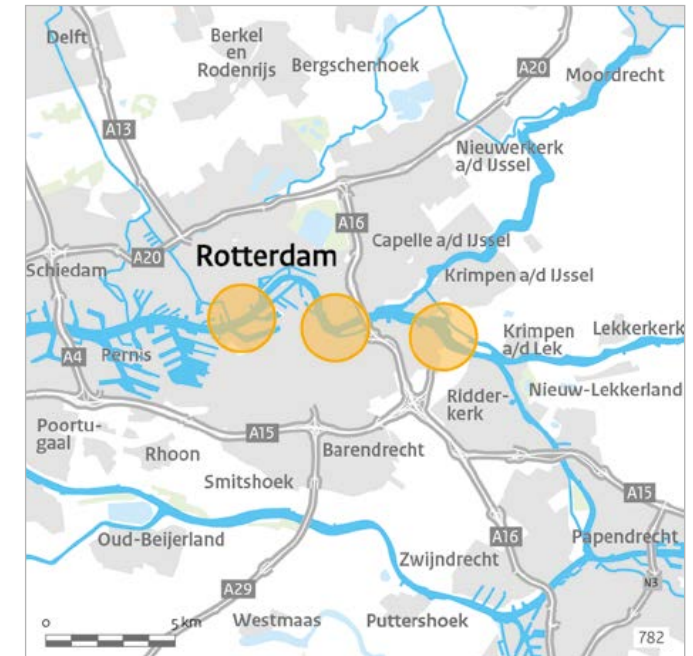 Delft
Berkel
en
Rodenrijs
Bergschenhoek
A20
Moordrecht
A13
Nieuwerkerk
a/d IJssel
A16
Capelle a/d IJssel
Rotterdam
A20
Schiedam
Krimpen a/d IJssel
Krimpen
a/d Lek
Lekkerkerk
A4
Pernis
Nieuw-Lekkerland
Ridder-
kerk
Poortu-
gaal
A15
Rhoon
Barendrecht
Smitshoek
A15
Oud-Beijerland
A16
Papendrecht
Zwijndrecht
N3
A29
0
5 km
Westmaas
Puttershoek
782